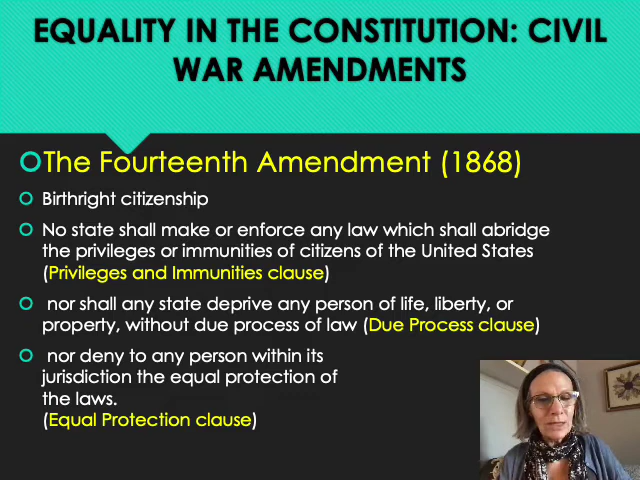 EQUALITY IN THE CONSTITUTION: CIVIL
WAR AMENDMENTS
The Fourteenth Amendment (1868)
Birthright citizenship
No state shall make or enforce any law which shall abridge
the privileges or immunities of citizens of the United States
(Privileges and Immunities clause)
nor shall any state deprive any person of life, liberty, or
property, without due process of law (Due Process clause)
nor deny to any person within its
jurisdiction the equal protection of
the laws.
(Equal Protection clause)